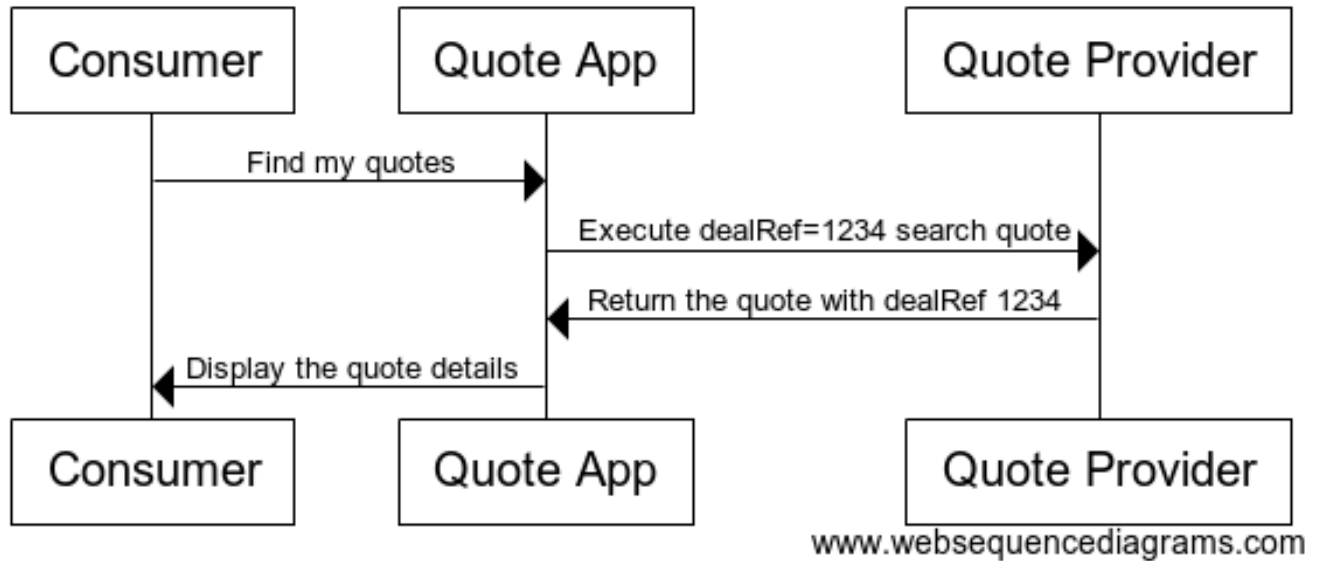 Consumer
Quote App
Quote Provider
Find my quotes
Execute dealRef=1234 search quote
Return the quote with dealRef 1234
Display the quote details
Consumer
Quote App
Quote Provider
www.websequencediagrams.com